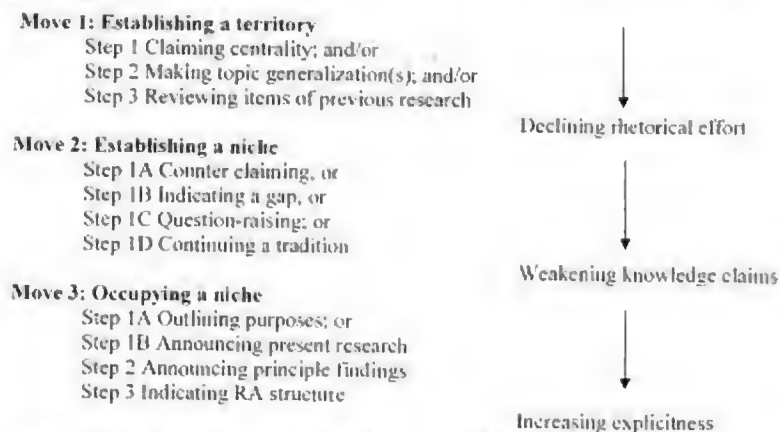 Move 1: Establishing a territory
Step 1 Claiming centrality; and/or
Step 2 Making topic generalization(s); and/or
Step 3 Reviewing items of previous research
Declining rhetorical effort
Move 2: Establishing a niche
Step 1A Counter claiming, or
Step 1B Indicating a gap, or
Step 1C Question-raising; or
Step 1D Continuing a tradition
Weakening knowledge claims
Move 3: Occupying a niche
Step 1A Outlining purposes; or
Step 1B Announcing present research
Step 2 Announcing principle findings
Step 3 Indicating RA structure
Increasing explicitness